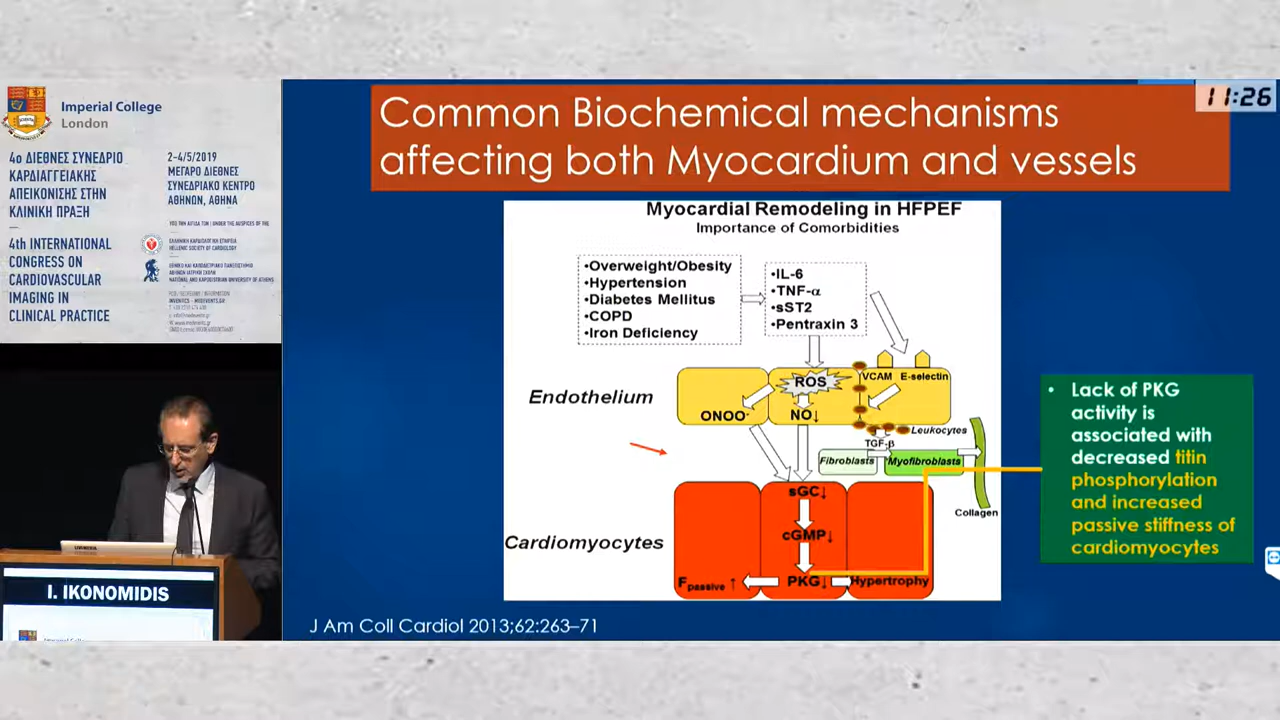 Imperial College
London
4ο ΔΙΕΘΝΕΣ ΣΥΝΕΔΡΙΟ
ΚΑΡΔΙΑΓΓΕΙΑΚΗΣ
ΑΠΕΙΚΟΝΙΣΗΣ ΣΤΗΝ
ΚΛΙΝΙΚΗ ΠΡΑΞΗ
4TH INTERNATIONAL
CONGRESS ON
CARDIOVASCULAR
IMAGING IN
CLINICAL PRACTICE
2-4/5/2019
ΜΕΓΑΡΟ ΔΙΕΘΝΕΣ
ΣΥΝΕΔΡΙΑΚΟ ΚΕΝΤΡΟ
ΑΘΗΝΩΝ, ΑΘΗΝΑ
HELLENIC SOCIETY OF CARDIOLOGY
I. IKONOMIDIS
11:26
Common Biochemical mechanisms
affecting both Myocardium and vessels
Myocardial Remodeling in HFPEF
Importance of Comorbidities
•Overweight/Obesity
•Hypertension
•Diabetes Mellitus
•COPD
•Iron Deficiency
•IL-6
•TNF-α
•sST2
•Pentraxin 3
Endothelium
ROS
VCAM E-selectin
ONOO-
NO↓
Leukocytes
TGF-β
Fibroblasts
Myofibroblasts
Collagen
Cardiomyocytes
sGC↓
cGMP↓
Fpassive ↑
PKG↓
Hypertrophy
• Lack of PKG
activity is
associated with
decreased titin
phosphorylation
and increased
passive stiffness of
cardiomyocytes
J Am Coll Cardiol 2013;62:263–71